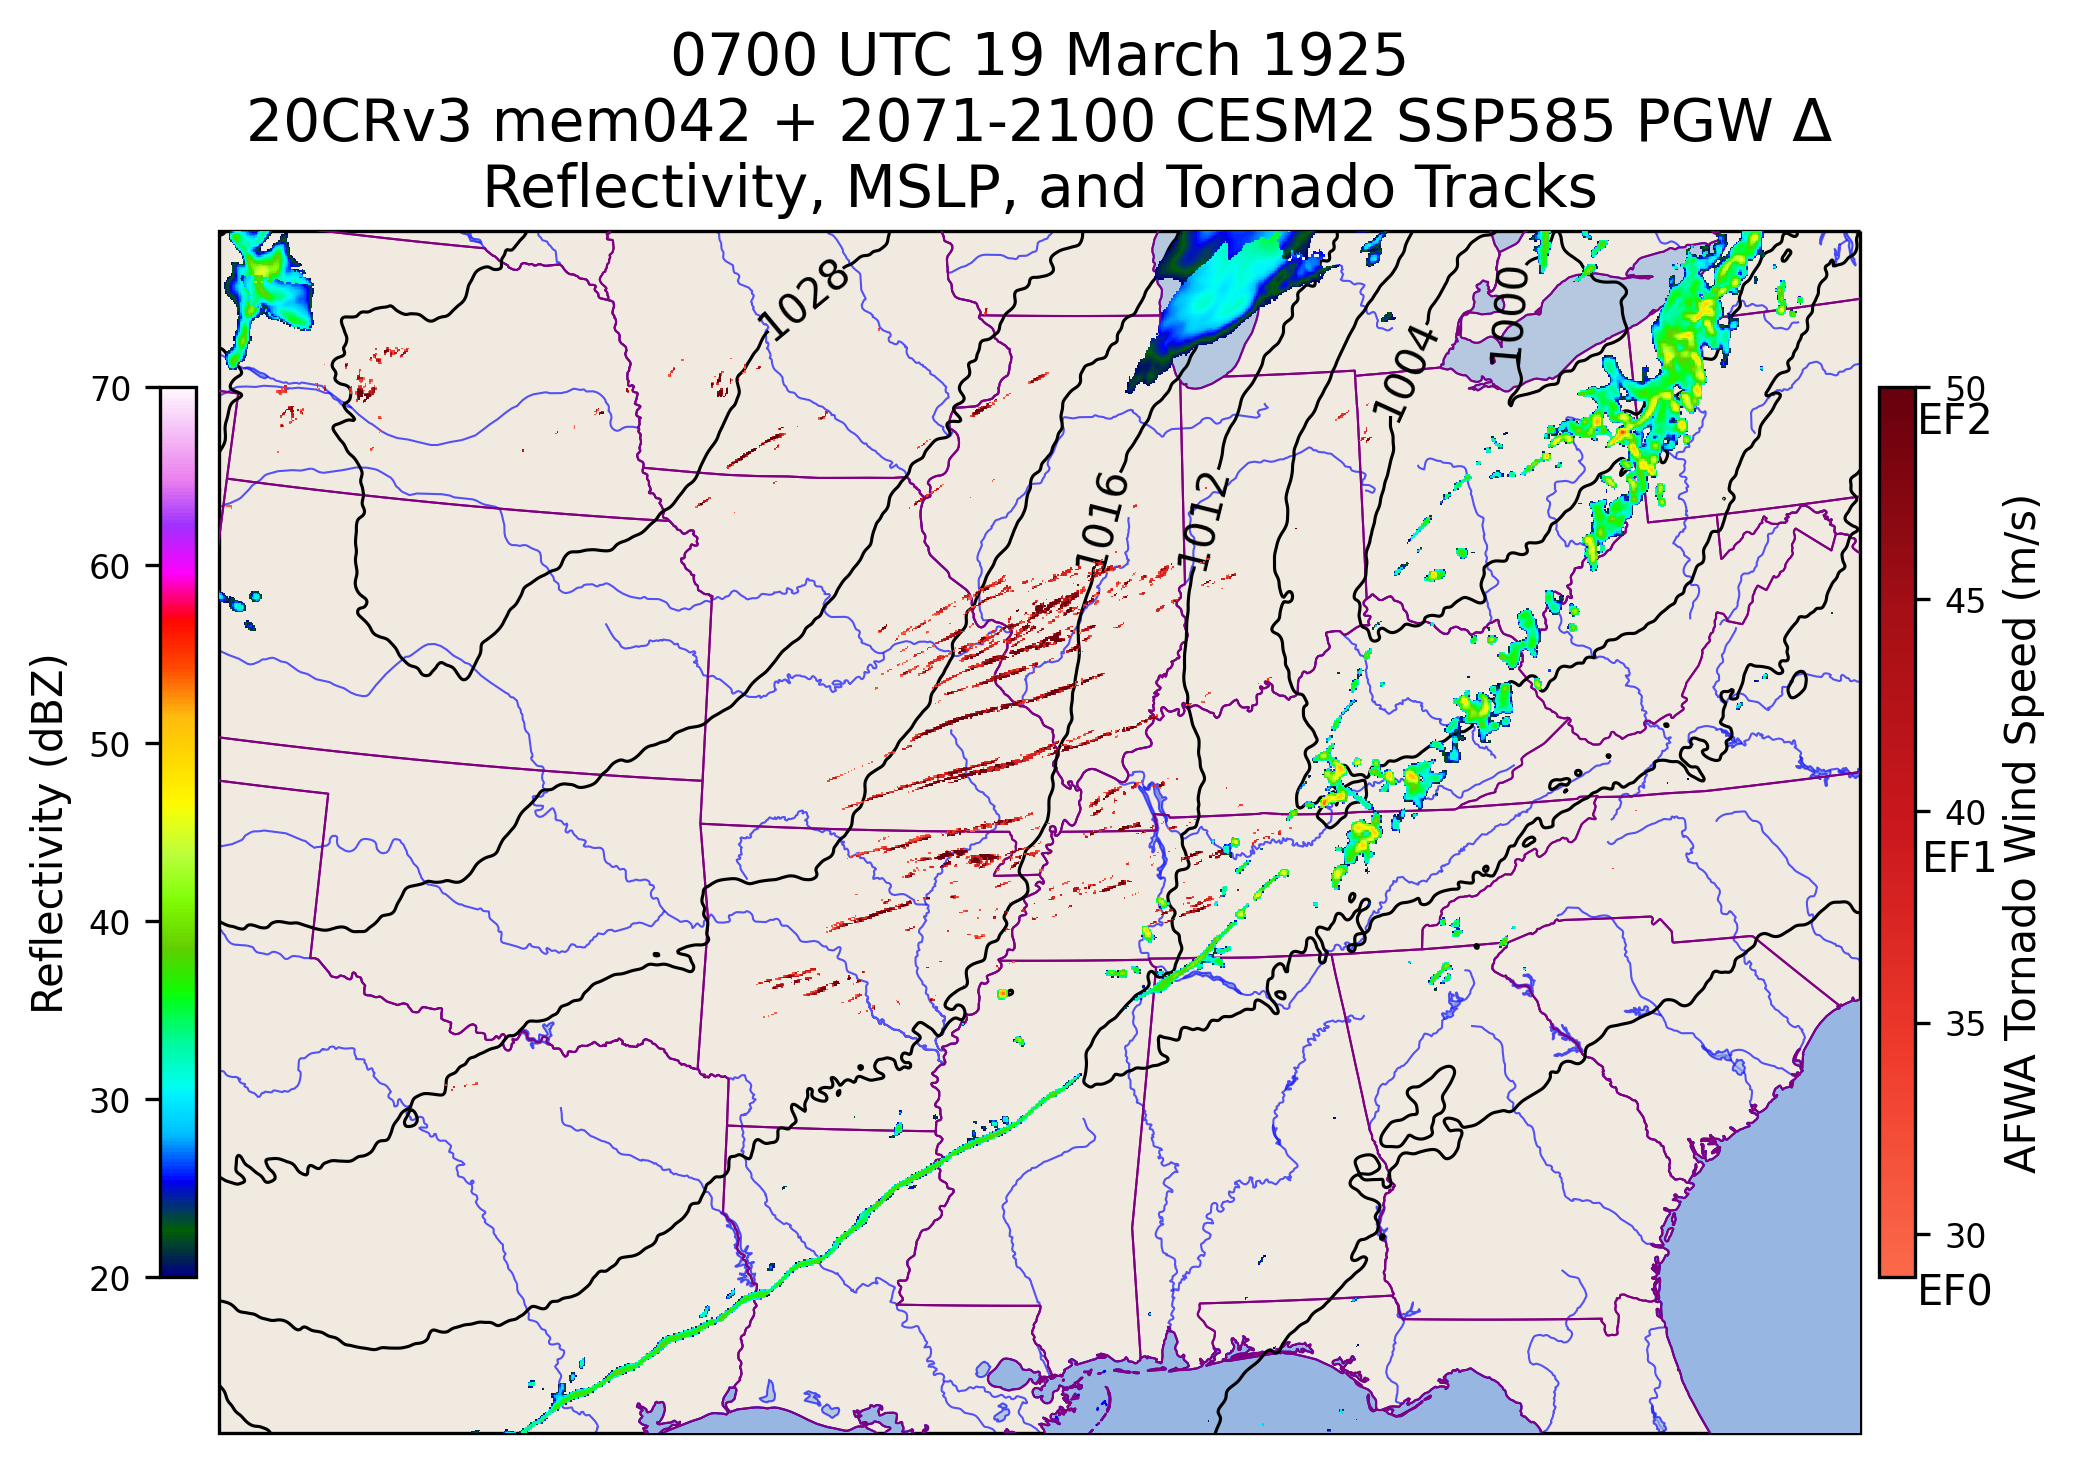 0700 UTC 19 March 1925
20CRv3 mem042 + 2071-2100 CESM2 SSP585 PGW Δ
Reflectivity, MSLP, and Tornado Tracks
1028
1000
1004
1016
1012
70
60
50
40
30
20
Reflectivity (dBZ)
50
EF2
45
40
EF1
35
30
EF0
AFWA Tornado Wind Speed (m/s)